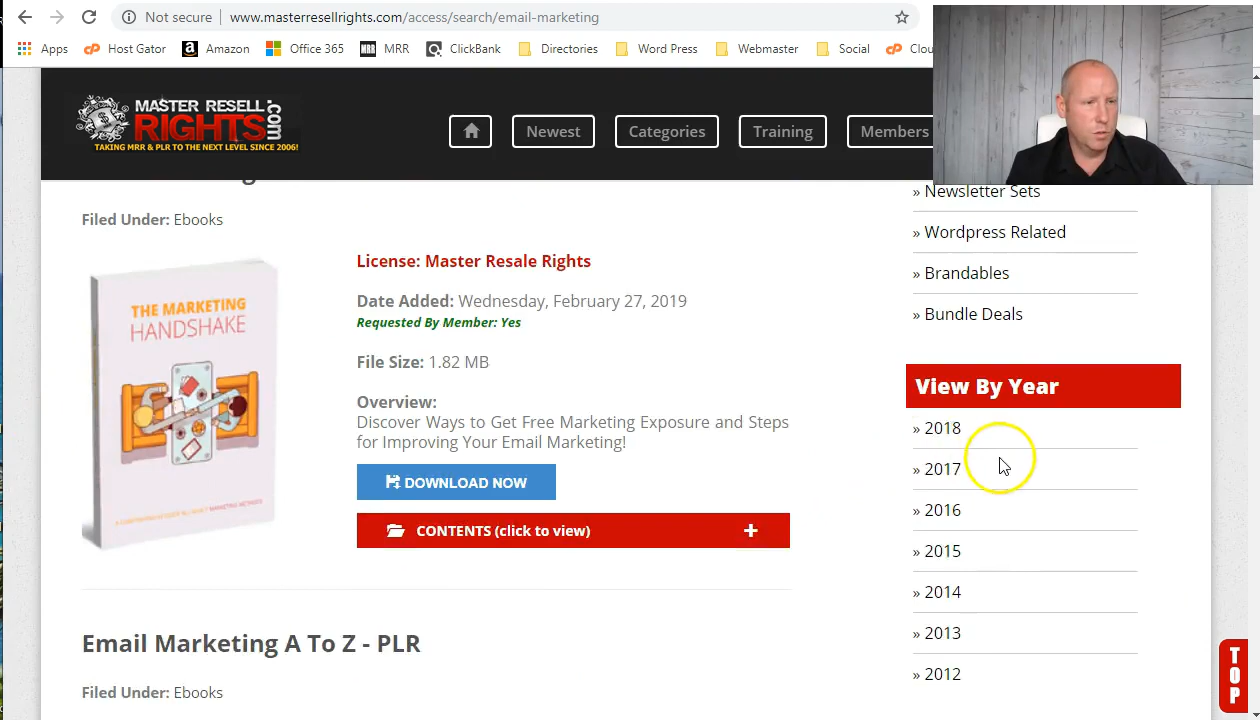 Not secure | www.masterresellrights.com/access/search/email-marketing
Apps Host Gator Amazon Office 365 MRR MRR ClickBank Directories Word Press Webmaster Social Clou
MASTER RESELL
RIGHTS .COM
TAKING MRR & PLR TO THE NEXT LEVEL SINCE 2006!
Newest Categories Training Members
Filed Under: Ebooks
THE MARKETING
HANDSHAKE
License: Master Resale Rights
Date Added: Wednesday, February 27, 2019
Requested By Member: Yes
File Size: 1.82 MB
Overview:
Discover Ways to Get Free Marketing Exposure and Steps
for Improving Your Email Marketing!
DOWNLOAD NOW
CONTENTS (click to view) +
Email Marketing A To Z - PLR
Filed Under: Ebooks
» Newsletter Sets
» Wordpress Related
» Brandables
» Bundle Deals
View By Year
» 2018
» 2017
» 2016
» 2015
» 2014
» 2013
» 2012
TOP